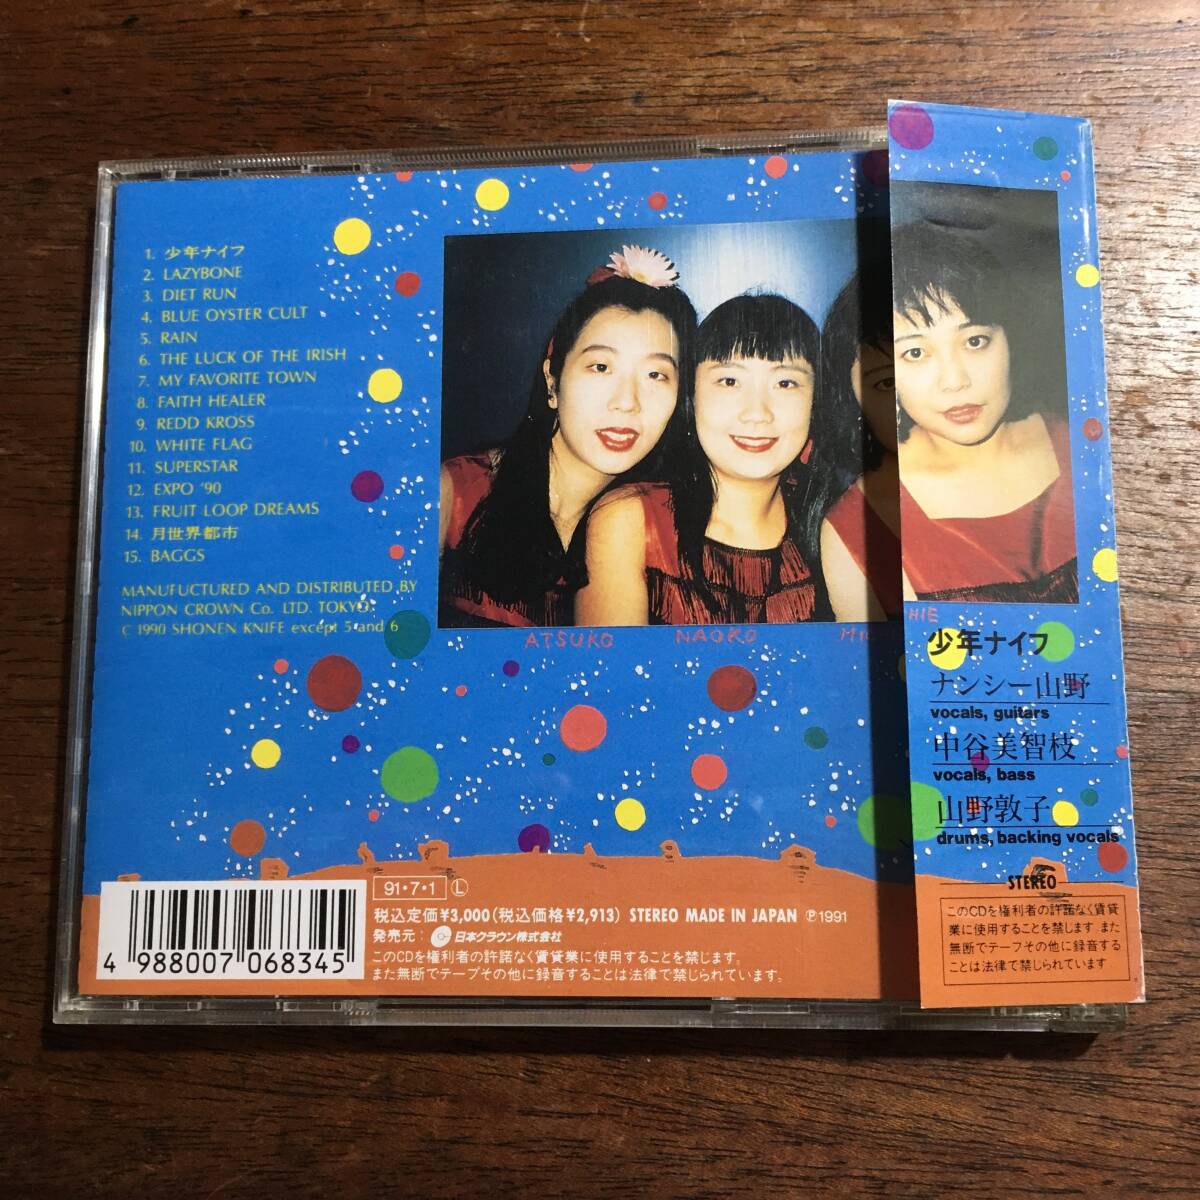 1. 少年ナイフ
2. LAZYBONE
3. DIET RUN
4. BLUE OYSTER CULT
5. RAIN
6. THE LUCK OF THE IRISH
7. MY FAVORITE TOWN
8. FAITH HEALER
9. REDD KROSS
10. WHITE FLAG
11. SUPERSTAR
12. EXPO '90
13. FRUIT LOOP DREAMS
14. 月世界都市
15. BAGGS
MANUFUCTURED AND DISTRIBUTED BY
NIPPON CROWN Co. LTD. TOKYO.
C 1990 SHONEN KNIFE except 5 and 6
ATSUKO NAOKO
HIE
HIE
少年ナイフ
ナンシー山野
vocals, guitars
中谷美智枝
vocals, bass
山野敦子
drums, backing vocals
STEREO
このCDを権利者の許諾なく賃貸
業に使用することを禁じます。また
無断でテープその他に録音する
ことは法律で禁じられています
91・7・1 Ⓛ
税込定価¥3,000(税込価格¥2,913) STEREO MADE IN JAPAN ℗1991
発売元: 日本クラウン株式会社
このCDを権利者の許諾なく賃貸業に使用することを禁じます。
また無断でテープその他に録音することは法律で禁じられています。
4 988007 068345